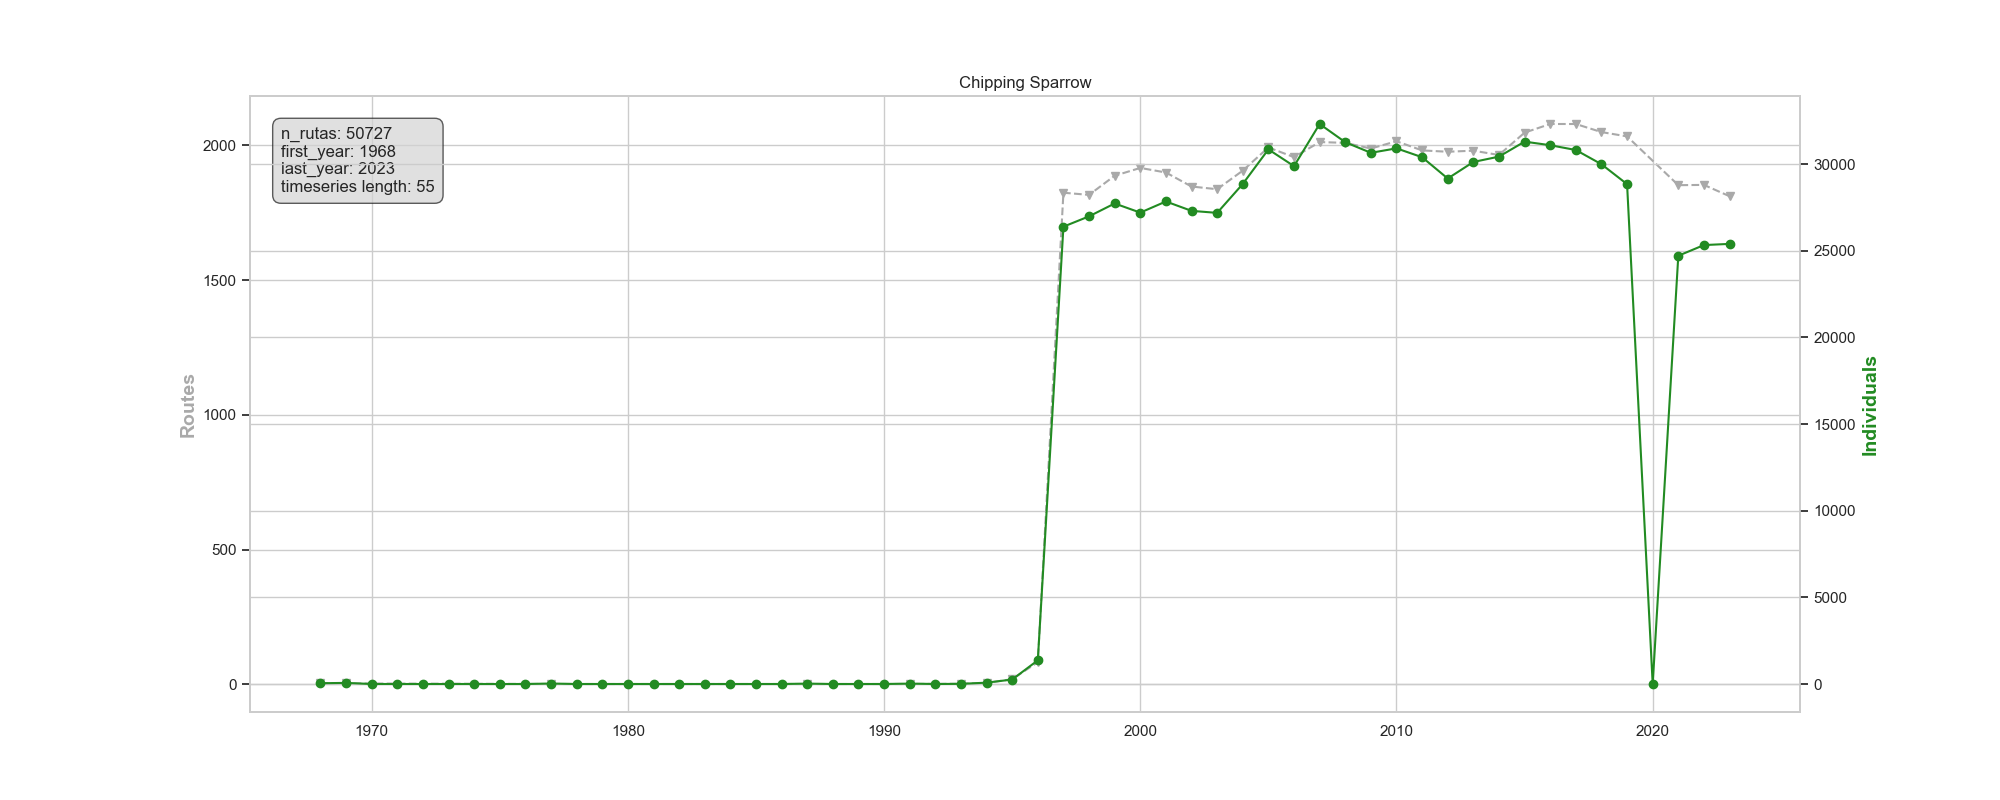 Chipping Sparrow
n_rutas: 50727
first_year: 1968
last_year: 2023
timeseries length: 55
2000
1500
1000
500
0
Routes
30000
25000
20000
15000
10000
5000
0
Individuals
1970
1980
1990
2000
2010
2020